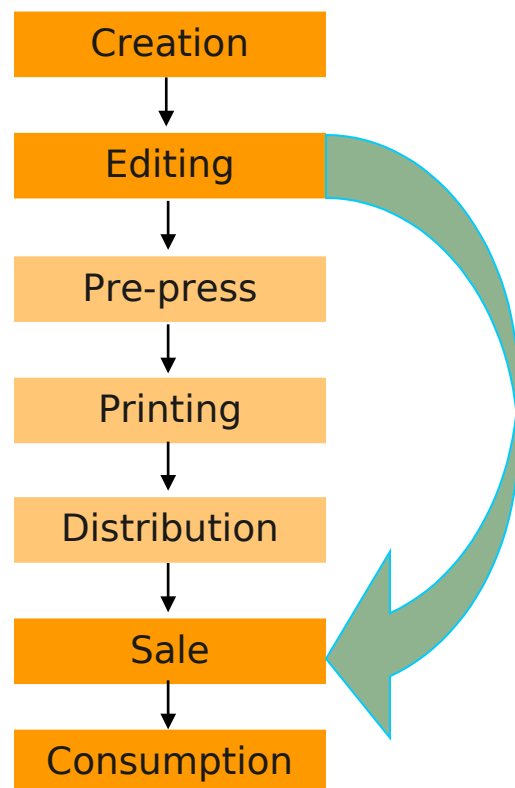 Creation
Editing
Pre-press
Printing
Distribution
Sale
Consumption